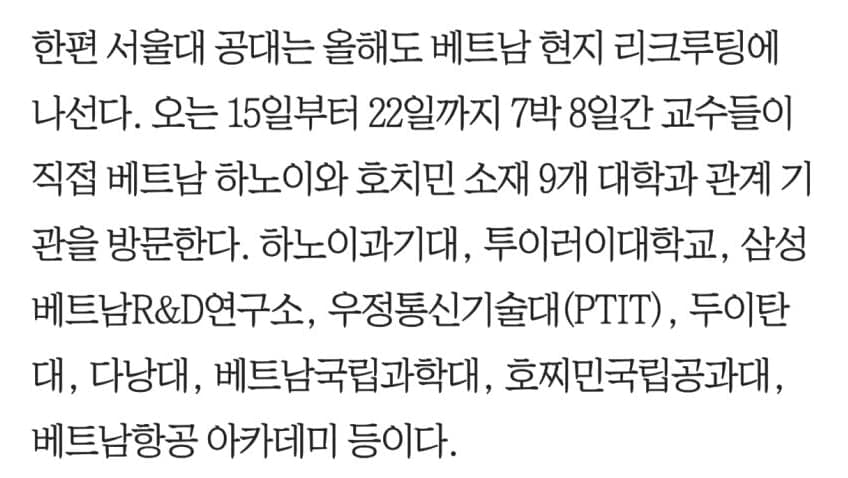 한편 서울대 공대는 올해도 베트남 현지 리크루팅에
나선다. 오는 15일부터 22일까지 7박 8일간 교수들이
직접 베트남 하노이와 호치민 소재 9개 대학과 관계 기
관을 방문한다. 하노이과기대, 투이러이대학교, 삼성
베트남R&D연구소, 우정통신기술대(PTIT), 두이탄
대, 다낭대, 베트남국립과학대, 호찌민국립공과대,
베트남항공 아카데미 등이다.